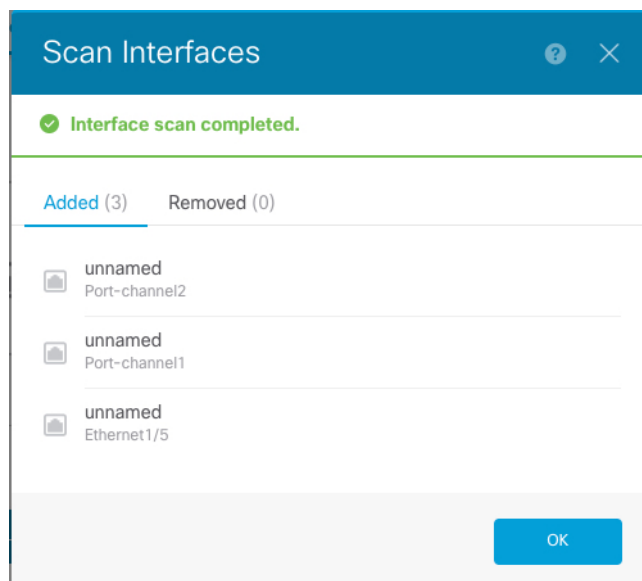 Scan Interfaces
Interface scan completed.
Added (3) Removed (0)
unnamed
Port-channel2
unnamed
Port-channel1
unnamed
Ethernet1/5
OK